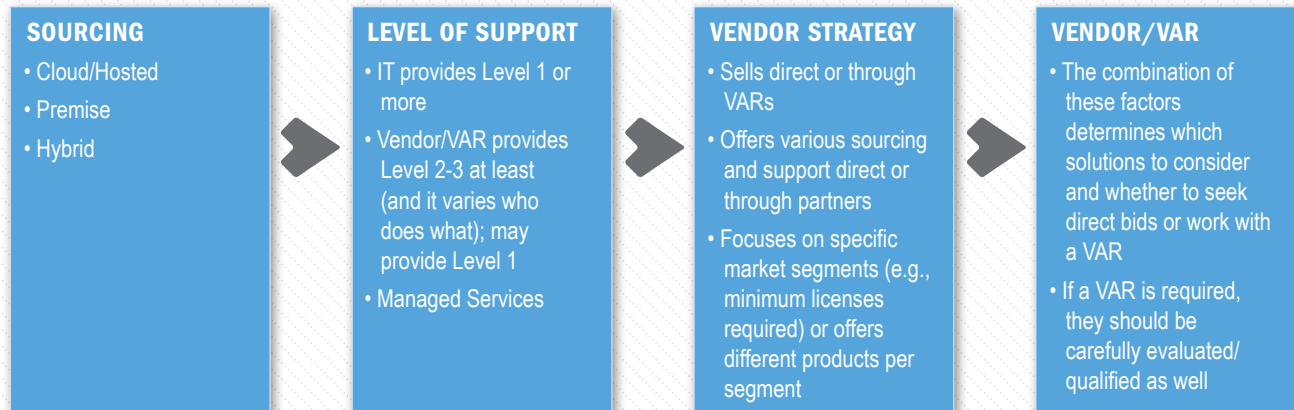 SOURCING
• Cloud/Hosted
• Premise
• Hybrid
LEVEL OF SUPPORT
• IT provides Level 1 or
more
• Vendor/VAR provides
Level 2-3 at least
(and it varies who
does what); may
provide Level 1
• Managed Services
VENDOR STRATEGY
• Sells direct or through
VARs
• Offers various sourcing
and support direct or
through partners
• Focuses on specific
market segments (e.g.,
minimum licenses
required) or offers
different products per
segment
VENDOR/VAR
• The combination of
these factors
determines which
solutions to consider
and whether to seek
direct bids or work with
a VAR
• If a VAR is required,
they should be
carefully evaluated/
qualified as well